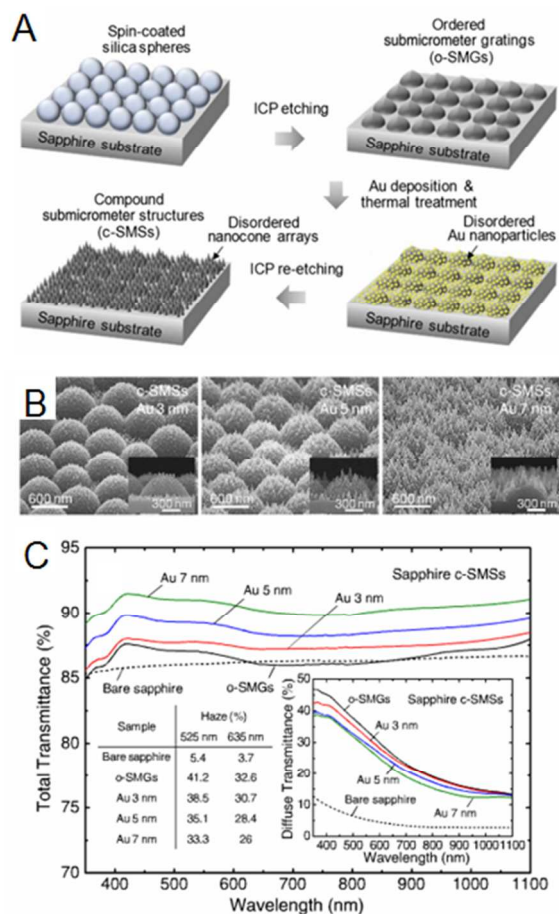 A
Spin-coated
silica spheres
Sapphire substrate
ICP etching
Ordered
submicrometer gratings
(o-SMGs)
Sapphire substrate
Au deposition &
thermal treatment
Compound
submicrometer structures
(c-SMSs)
Disordered
nanocone arrays
Sapphire substrate
ICP re-etching
Disordered
Au nanoparticles
Sapphire substrate
B
c-SMSs
Au 3 nm
600 nm
300 nm
c-SMSs
Au 5 nm
600 nm
300 nm
c-SMSs
Au 7 nm
600 nm
300 nm
C
Total Transmittance (%)
95
90
85
80
75
70
Au 7 nm
Au 5 nm
Au 3 nm
Sapphire c-SMSs
Bare sapphire
o-SMGs
Sample Haze (%)
525 nm 635 nm
Bare sapphire 5.4 3.7
o-SMGs 41.2 32.6
Au 3 nm 38.5 30.7
Au 5 nm 35.1 28.4
Au 7 nm 33.3 26
Diffuse Transmittance (%)
50
40
30
20
10
0
o-SMGs
Sapphire c-SMSs
Au 3 nm
Au 5 nm
Bare sapphire
Au 7 nm
400 500 600 700 800 900 1000 1100
Wavelength (nm)
400 500 600 700 800 900 1000 1100
Wavelength (nm)